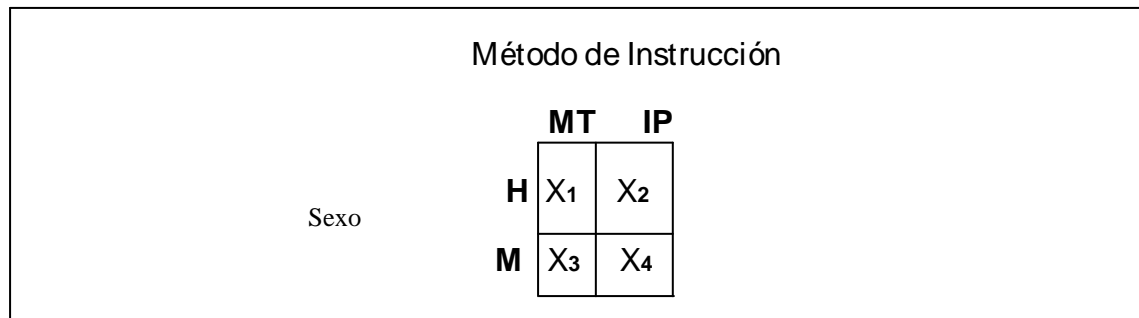 Método de Instrucción
MT IP
H X1 X2
Sexo
M X3 X4